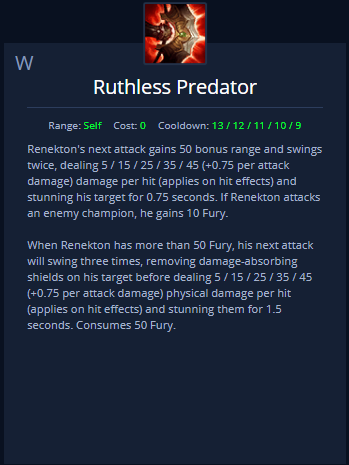 W
Ruthless Predator
Range: Self Cost: 0 Cooldown: 13 / 12 / 11 / 10 / 9
Renekton's next attack gains 50 bonus range and swings
twice, dealing 5 / 15 / 25 / 35 / 45 (+0.75 per attack
damage) damage per hit (applies on hit effects) and
stunning his target for 0.75 seconds. If Renekton attacks
an enemy champion, he gains 10 Fury.
When Renekton has more than 50 Fury, his next attack
will swing three times, removing damage-absorbing
shields on his target before dealing 5 / 15 / 25 / 35 / 45
(+0.75 per attack damage) physical damage per hit
(applies on hit effects) and stunning them for 1.5
seconds. Consumes 50 Fury.